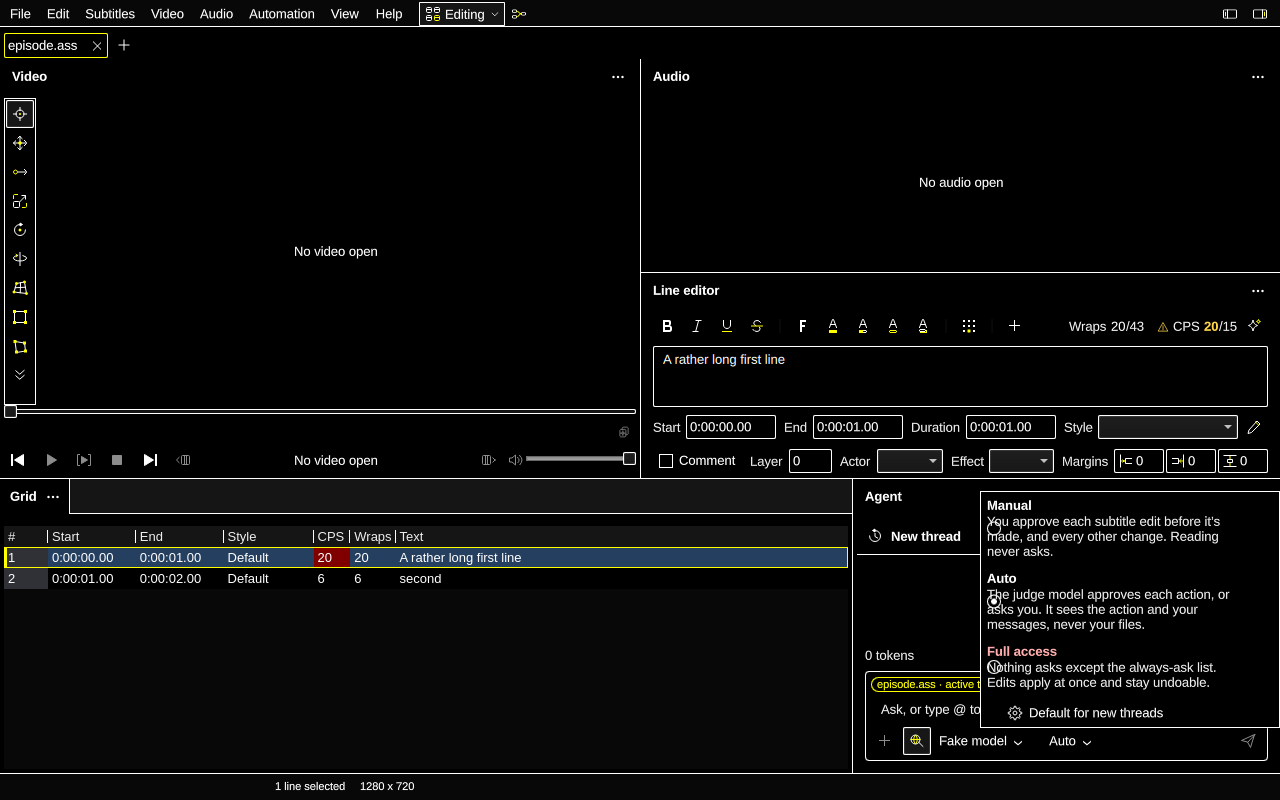 File Edit Subtitles Video Audio Automation View Help Editing
episode.ass
Video
No video open
No video open
Audio
No audio open
Line editor
B I U S F A A A A Wraps 20/43 CPS 20/15
A rather long first line
Start 0:00:00.00 End 0:00:01.00 Duration 0:00:01.00 Style
Comment Layer 0 Actor Effect Margins 0 0 0
Grid
# Start End Style CPS Wraps Text
1 0:00:00.00 0:00:01.00 Default 20 20 A rather long first line
2 0:00:01.00 0:00:02.00 Default 6 6 second
Agent
New thread
Manual
You approve each subtitle edit before it's
made, and every other change. Reading
never asks.
Auto
The judge model approves each action, or
asks you. It sees the action and your
messages, never your files.
Full access
Nothing asks except the always-ask list.
Edits apply at once and stay undoable.
Default for new threads
0 tokens
episode.ass · active
Ask, or type @ to
Fake model Auto
1 line selected 1280 x 720